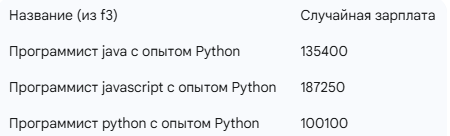 Название (из f3) Случайная зарплата
Программист java с опытом Python 135400
Программист javascript с опытом Python 187250
Программист python с опытом Python 100100